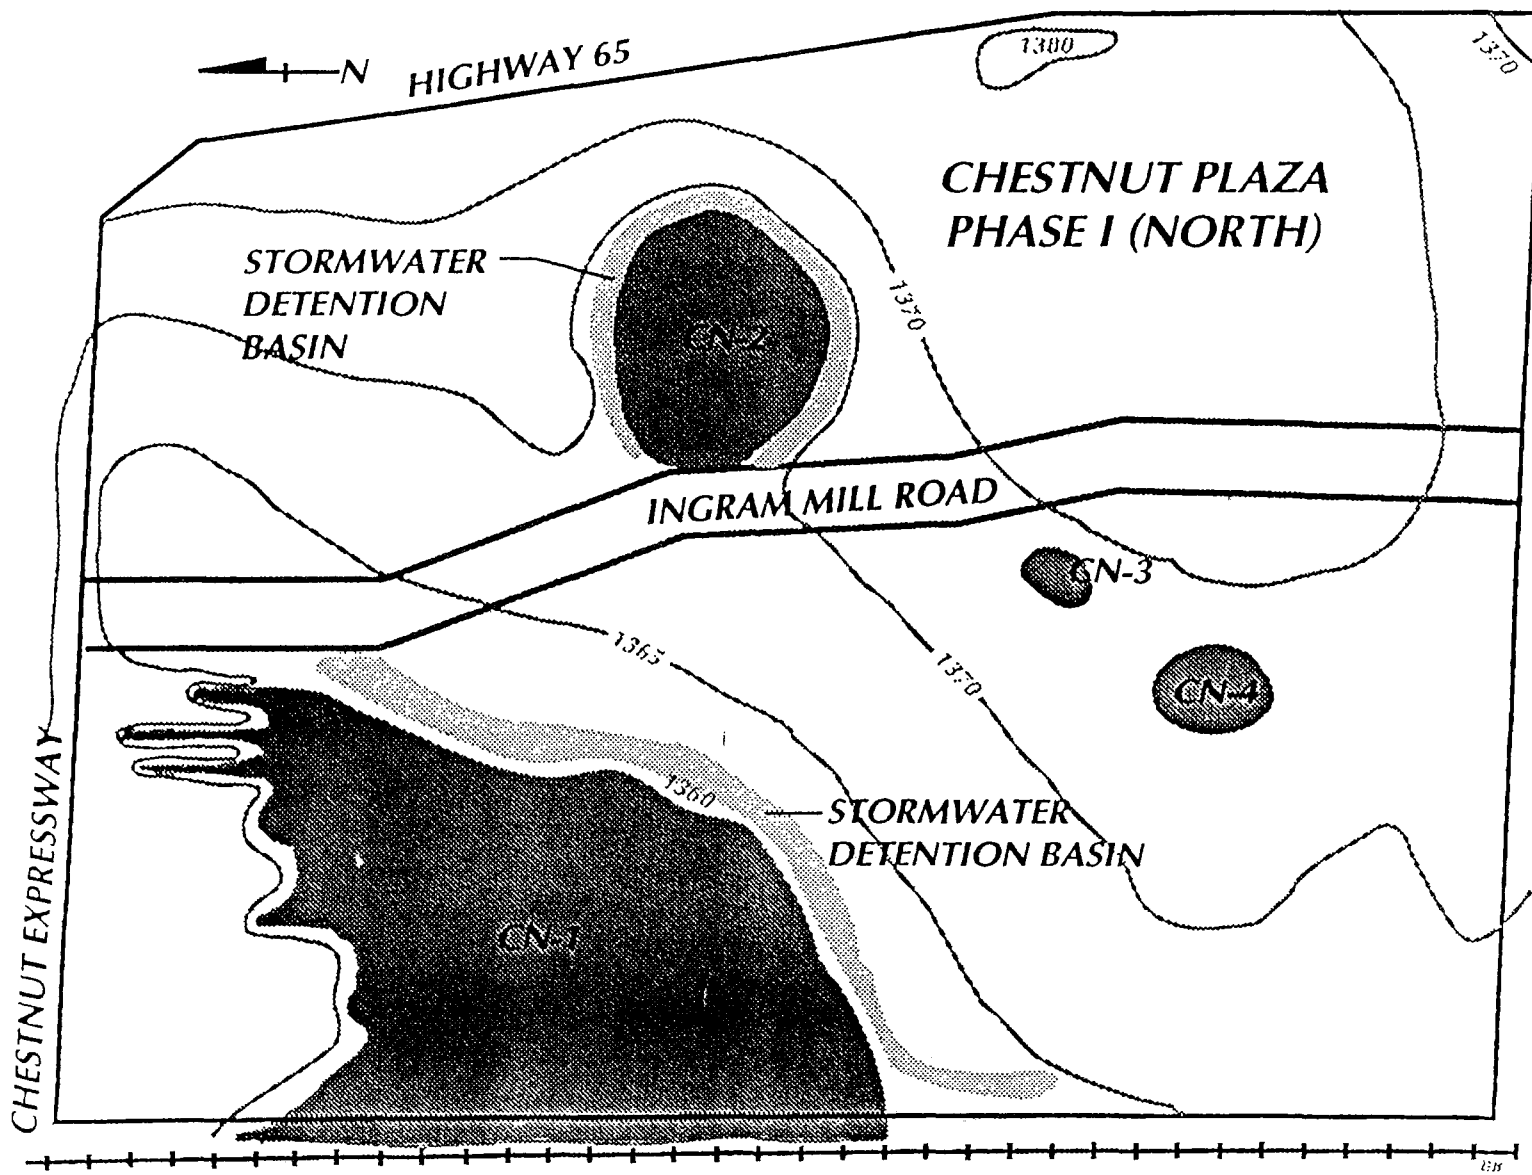 1380
1370
N
HIGHWAY 65
CHESTNUT PLAZA
PHASE I (NORTH)
STORMWATER
DETENTION
BASIN
CN-2
1370
INGRAM MILL ROAD
CN-3
1365
1370
CN-4
1360
STORMWATER
DETENTION BASIN
CN-1
CHESTNUT EXPRESSWAY